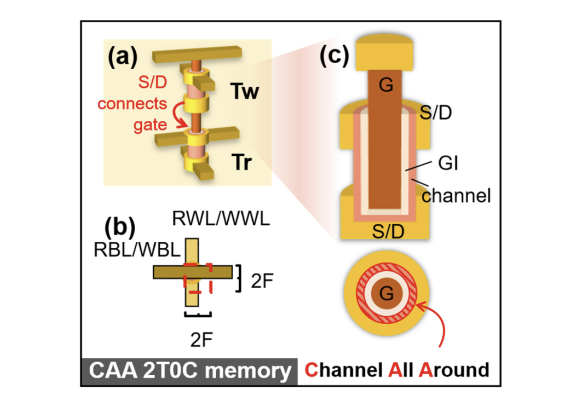 (a)
S/D
connects
gate
Tw
Tr
(b)
RWL/WWL
RBL/WBL
2F
2F
CAA 2T0C memory
(c)
G
S/D
GI
channel
S/D
G
Channel All Around